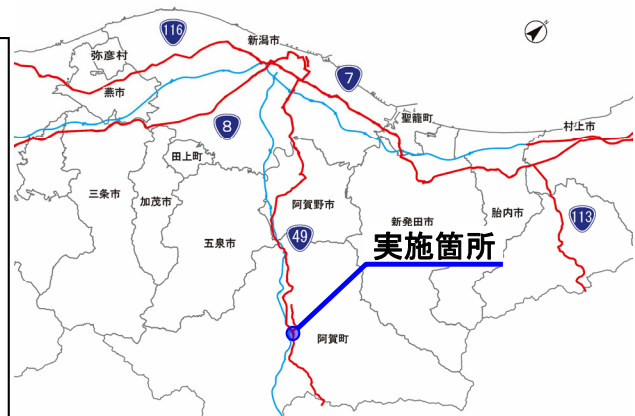 116
新潟市
弥彦村
7
燕市
聖籠町
8
村上市
田上町
三条市
加茂市
阿賀野市
新発田市
胎内市
113
五泉市
49
実施箇所
阿賀町